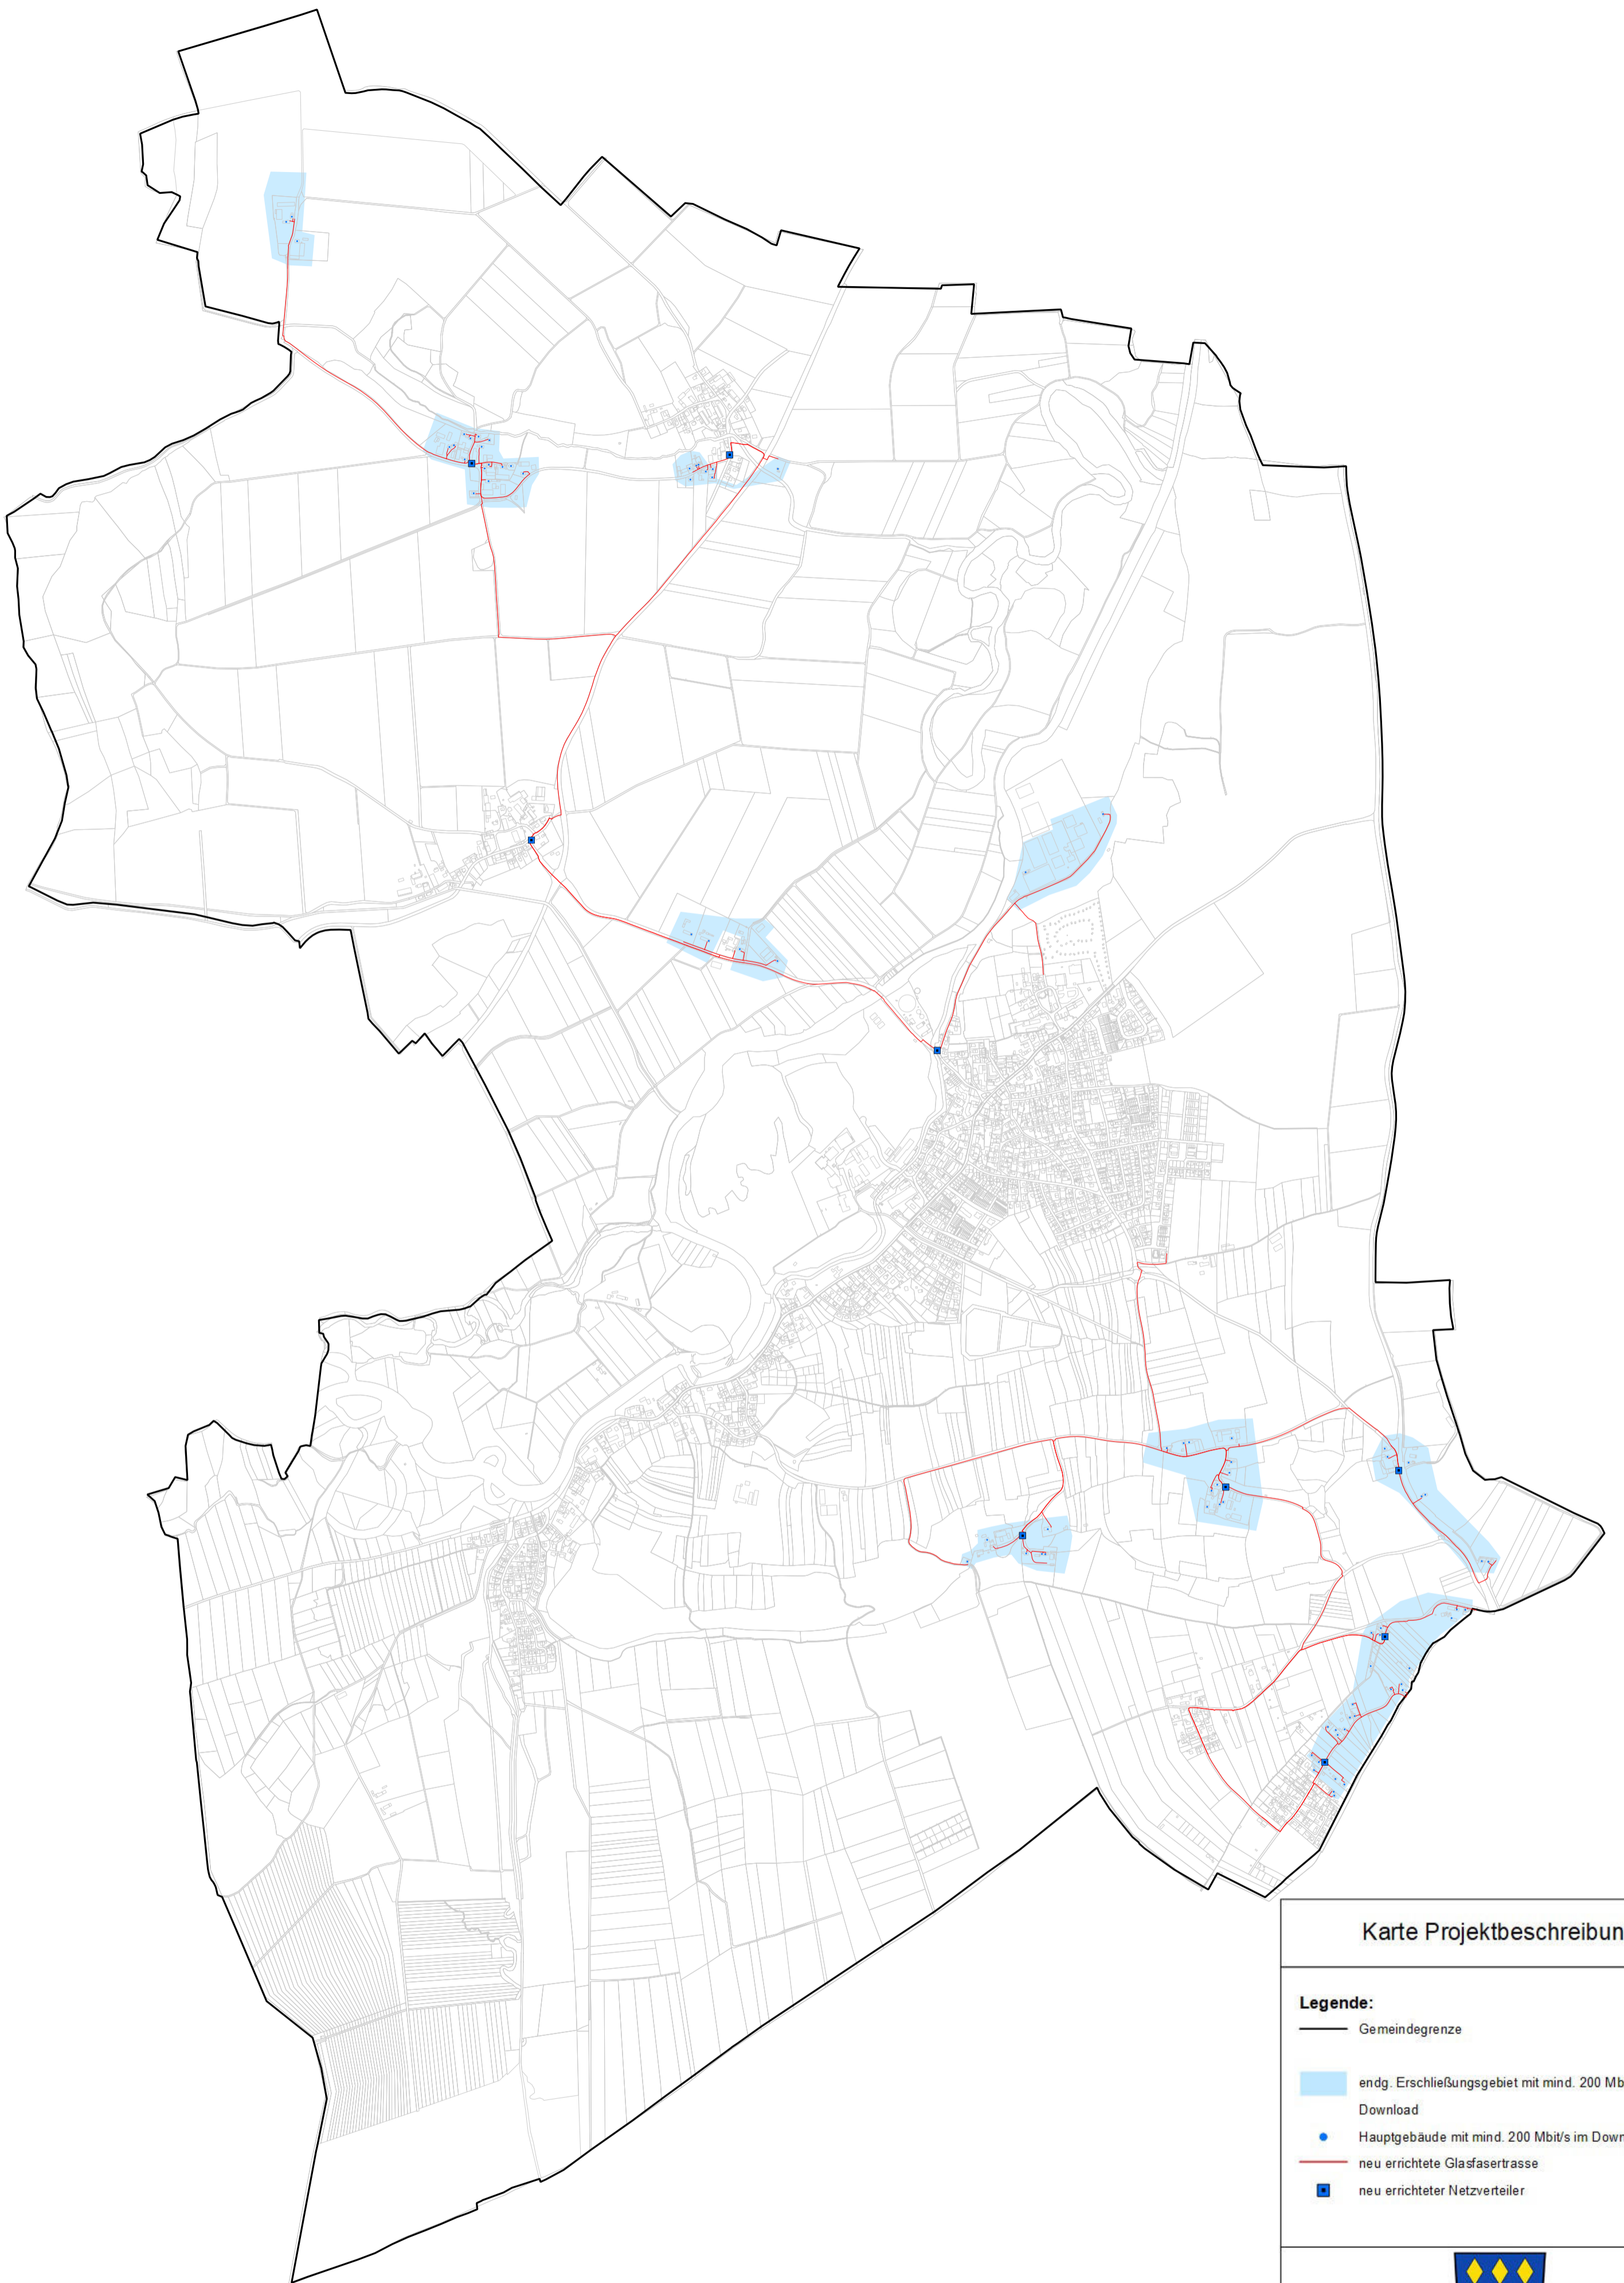 Karte Projektbeschreibun
Legende:
Gemeindegrenze
endg. Erschließungsgebiet mit mind. 200 Mb
Download
Hauptgebäude mit mind. 200 Mbit/s im Down
neu errichtete Glasfasertrasse
neu errichteter Netzverteiler